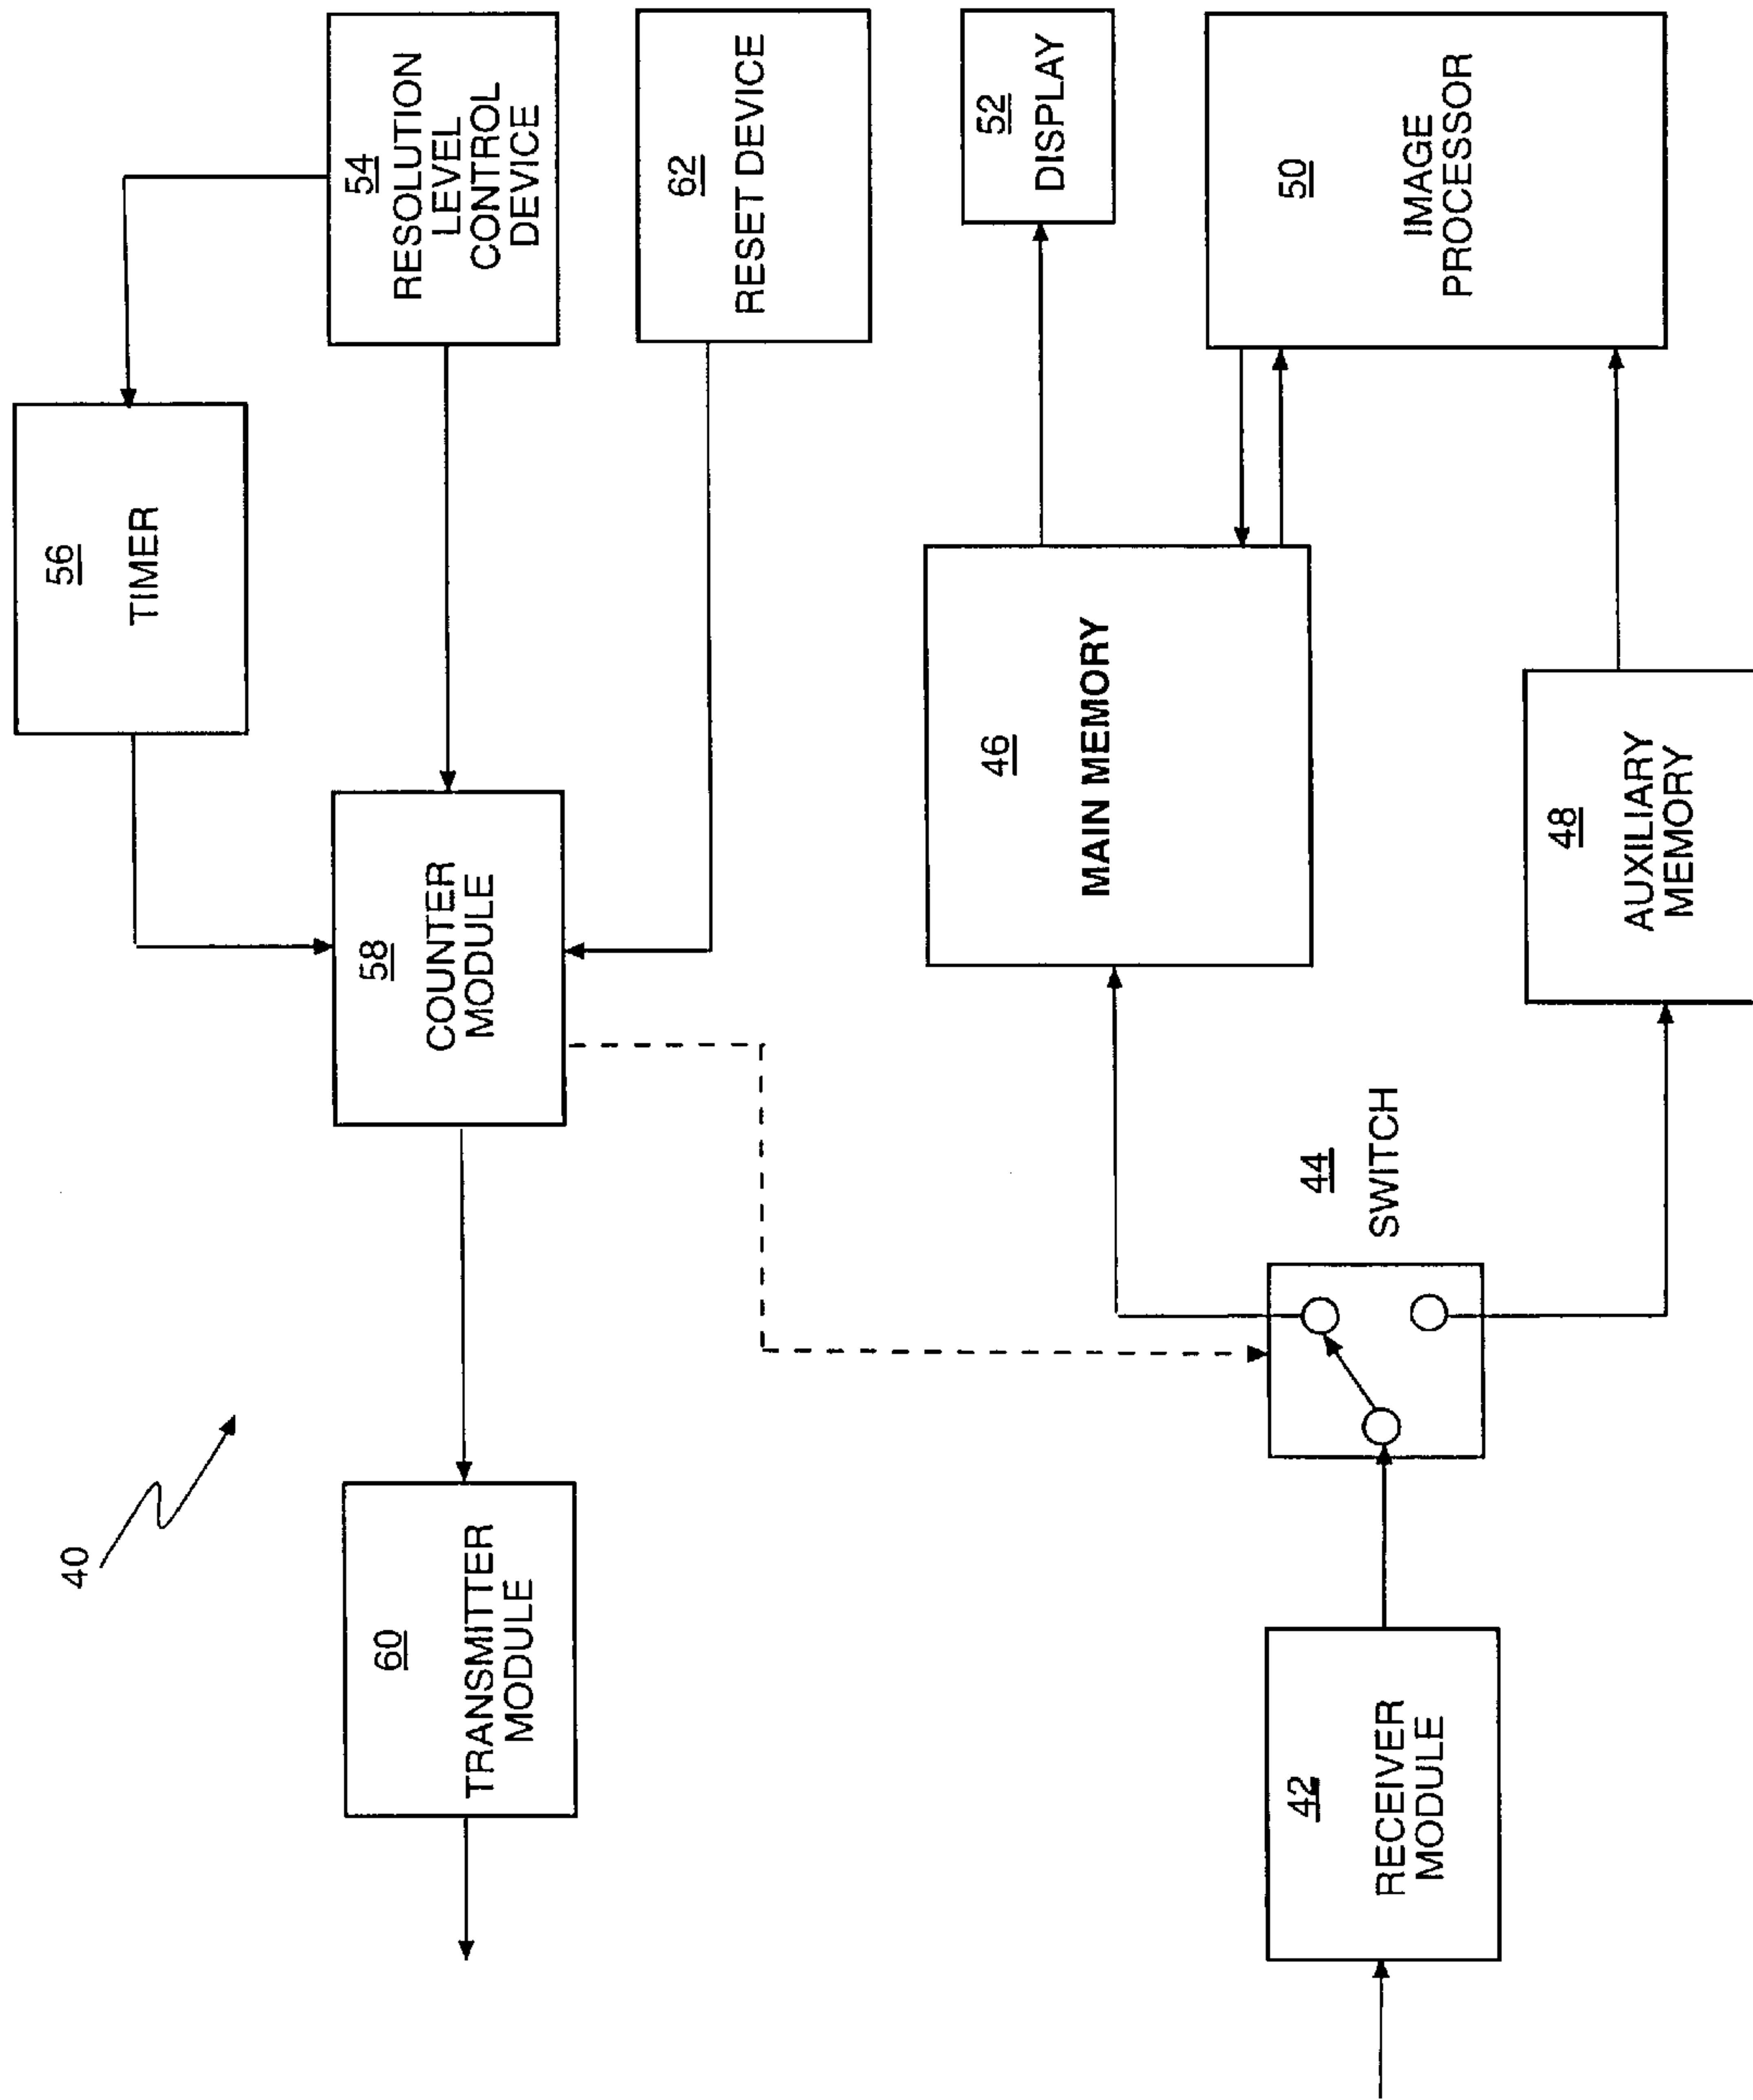 40
56
TIMER
54
RESOLUTION
LEVEL
CONTROL
DEVICE
60
TRANSMITTER
MODULE
58
COUNTER
MODULE
62
RESET DEVICE
52
DISPLAY
46
MAIN MEMORY
50
IMAGE
PROCESSOR
42
RECEIVER
MODULE
44
SWITCH
48
AUXILIARY
MEMORY